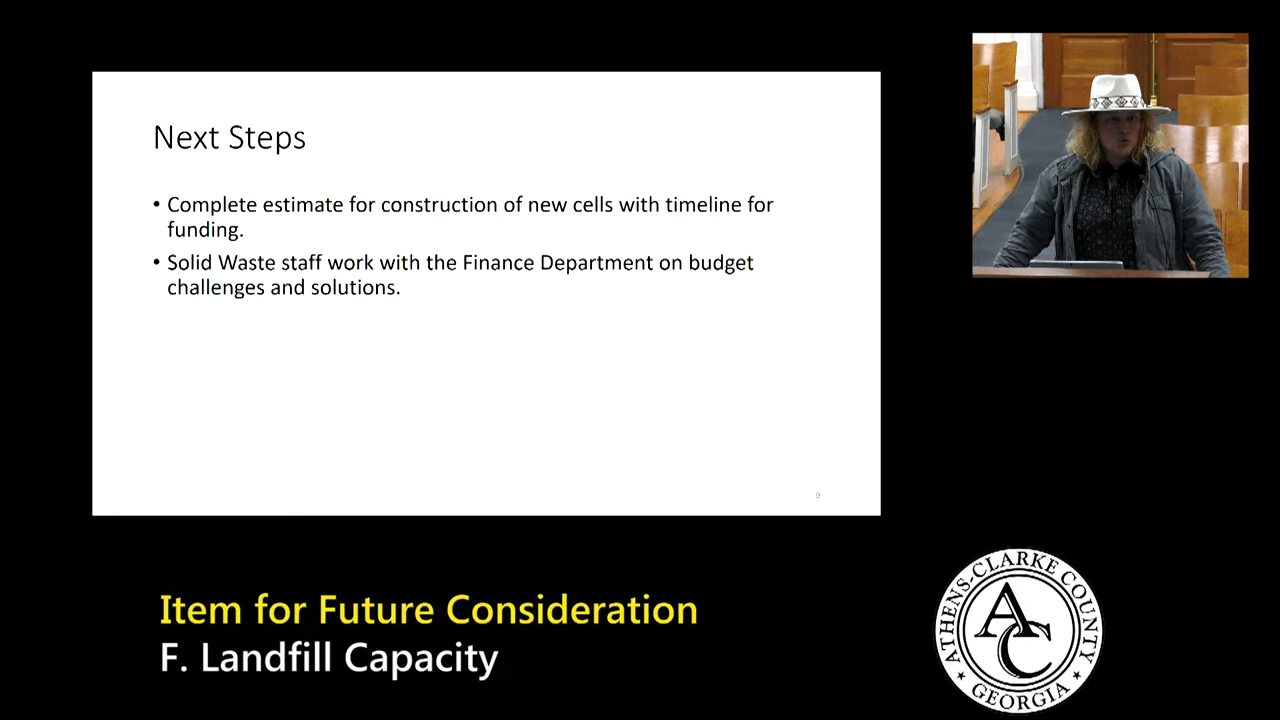 Next Steps
• Complete estimate for construction of new cells with timeline for
funding.
• Solid Waste staff work with the Finance Department on budget
challenges and solutions.
9
Item for Future Consideration
F. Landfill Capacity
ATHENS-CLARKE COUNTY
AC
GEORGIA